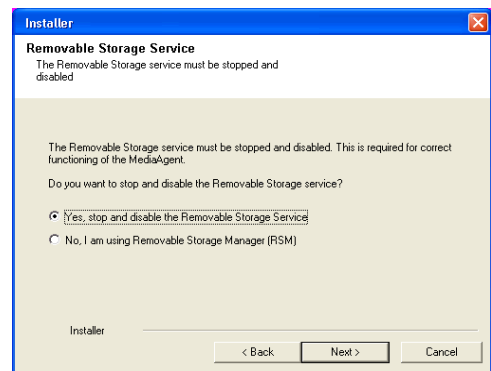 Installer
Removable Storage Service
The Removable Storage service must be stopped and
disabled
The Removable Storage service must be stopped and disabled. This is required for correct
functioning of the MediaAgent.
Do you want to stop and disable the Removable Storage service?
Yes, stop and disable the Removable Storage Service
No, I am using Removable Storage Manager (RSM)
Installer
< Back Next > Cancel